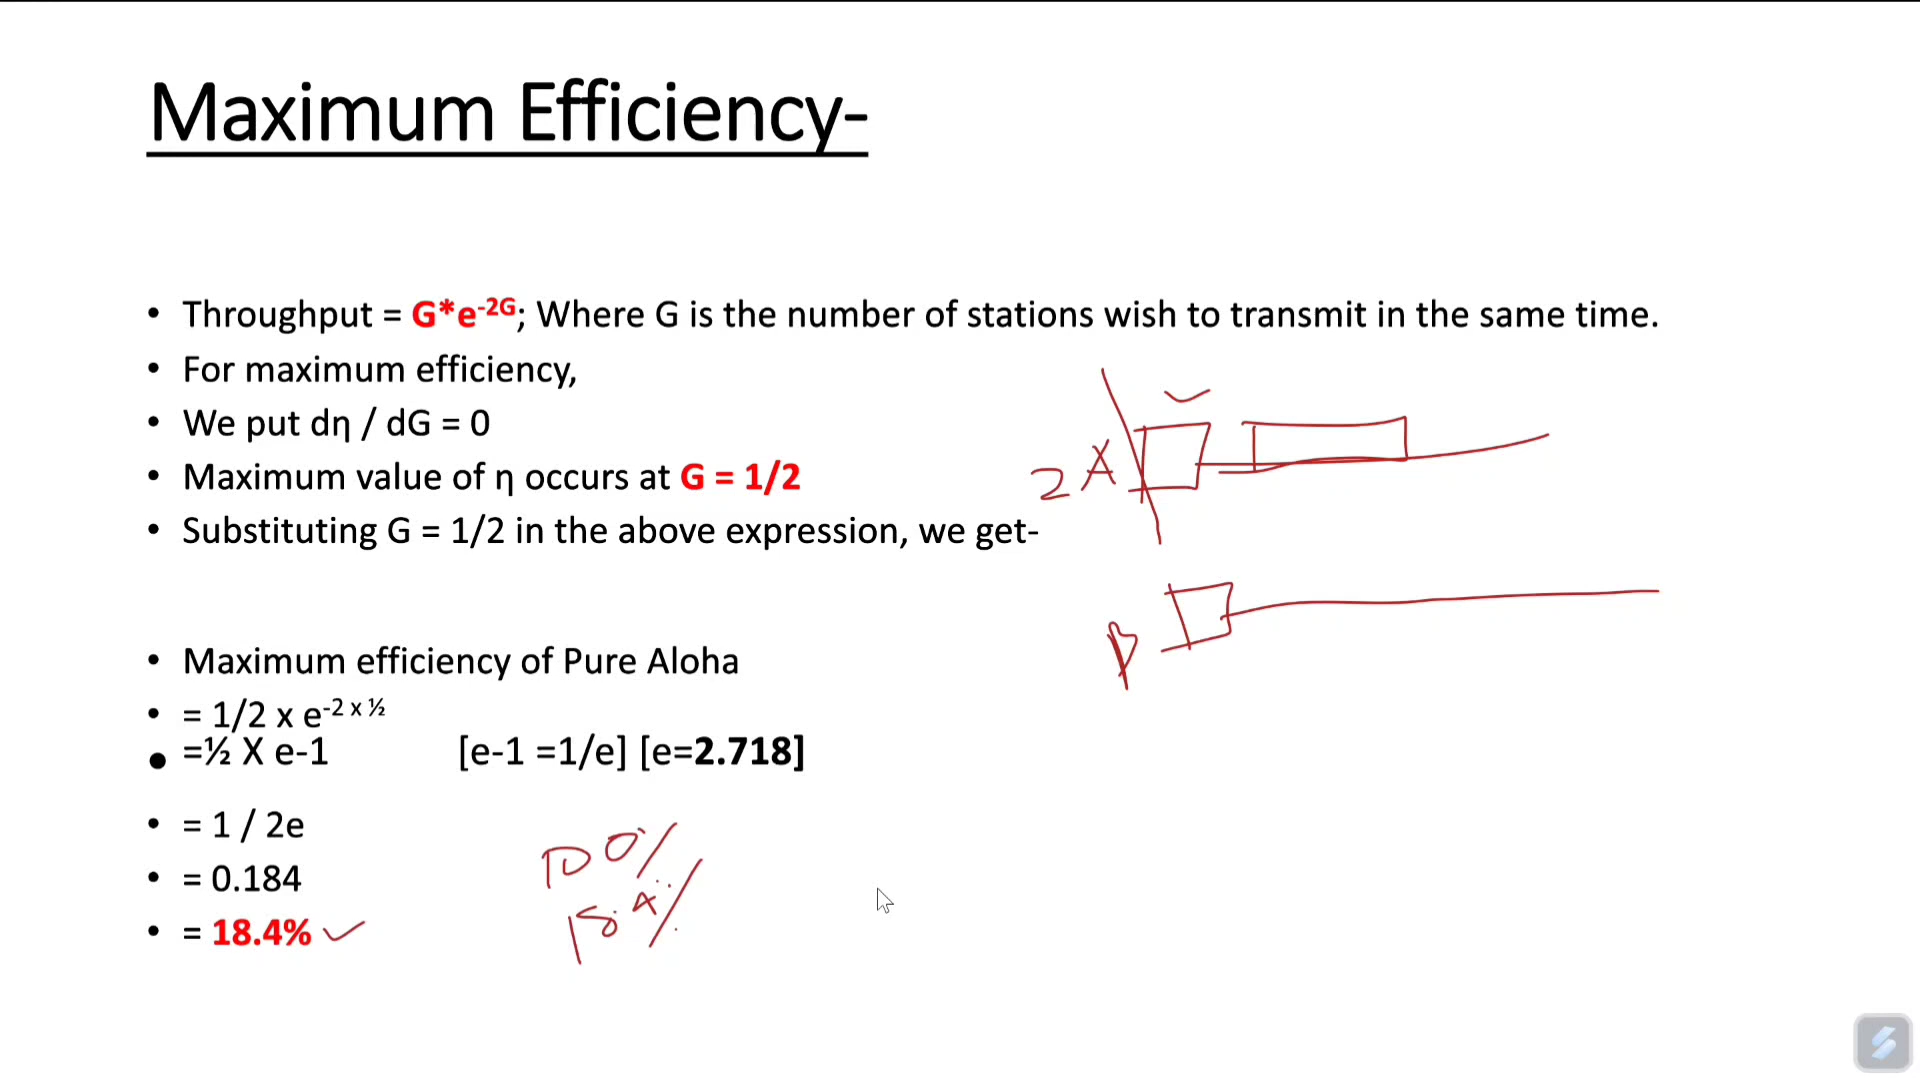 Maximum Efficiency-
• Throughput = G*e⁻²ᴳ; Where G is the number of stations wish to transmit in the same time.
• For maximum efficiency,
• We put dη / dG = 0
• Maximum value of η occurs at G = 1/2
• Substituting G = 1/2 in the above expression, we get-
2 A
B
• Maximum efficiency of Pure Aloha
• = 1/2 x e⁻² ˣ ½
• =½ X e-1 [e-1 =1/e] [e=2.718]
• = 1 / 2e
• = 0.184
• = 18.4%
100%
18.4%